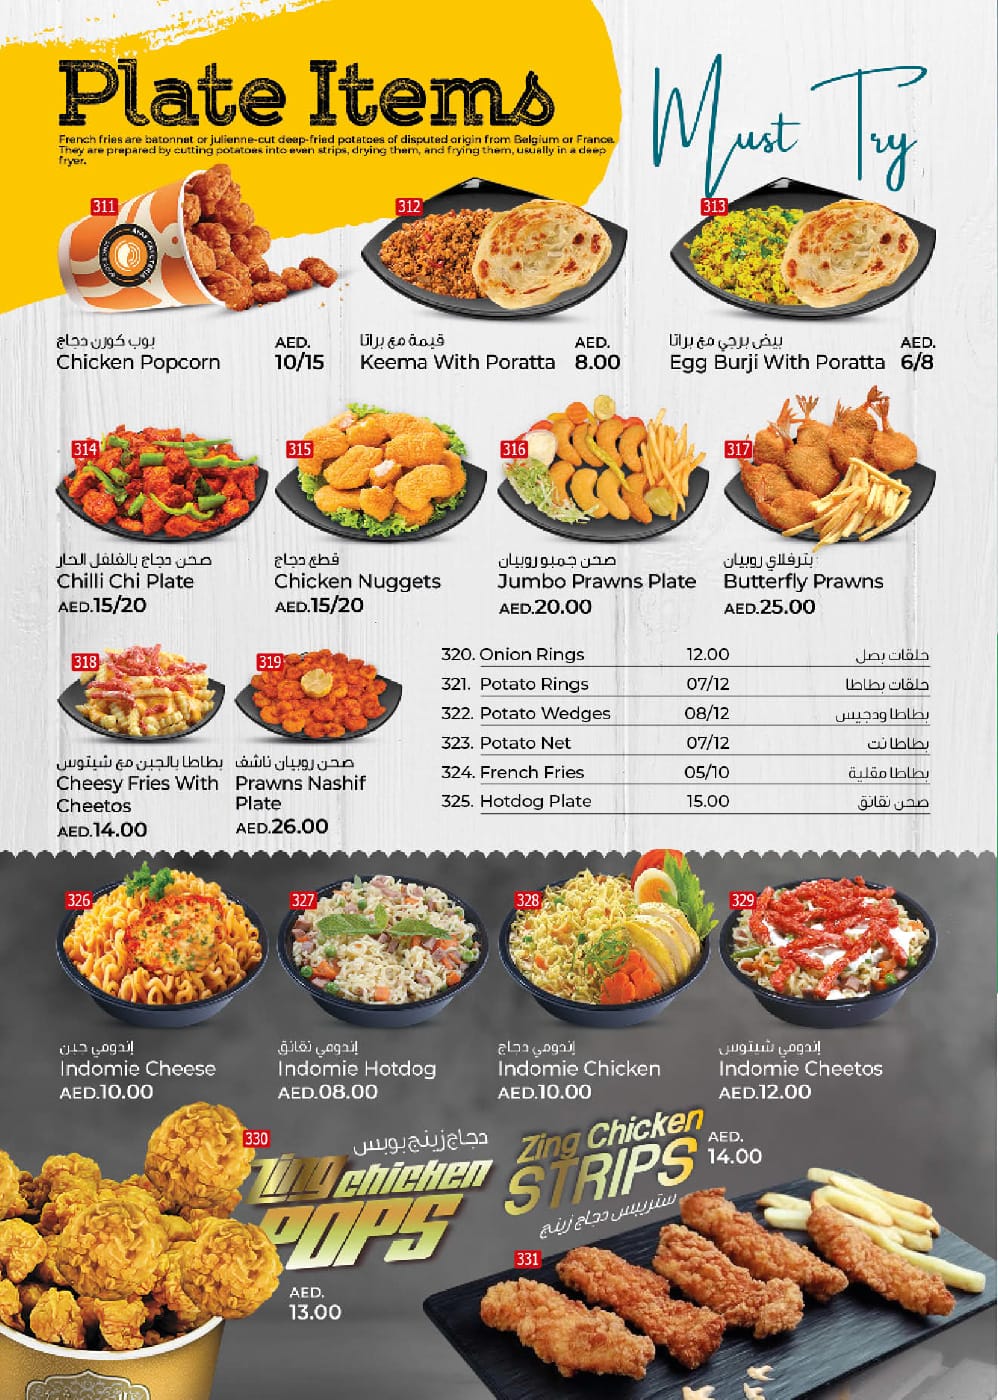 Plate Items
French fries are batonnet or julienne-cut deep-fried potatoes of disputed origin from Belgium or France.
They are prepared by cutting potatoes into even strips, drying them, and frying them, usually in a deep
fryer.
Must Try
311
312
313
بوب كورن دجاج
Chicken Popcorn
AED.
10/15
قيمة مع براتا
Keema With Poratta
AED.
8.00
بيض برجي مع براتا
Egg Burji With Poratta
AED.
6/8
314
315
316
317
صحن دجاج بالفلفل الحار
Chilli Chi Plate
AED.15/20
قطع دجاج
Chicken Nuggets
AED.15/20
صحن جمبو روبيان
Jumbo Prawns Plate
AED.20.00
بترفلاي روبيان
Butterfly Prawns
AED.25.00
318
319
بطاطا بالجبن مع شيتوس
Cheesy Fries With
Cheetos
AED.14.00
صحن روبيان ناشف
Prawns Nashif
Plate
AED.26.00
320. Onion Rings 12.00 حلقات بصل
321. Potato Rings 07/12 حلقات بطاطا
322. Potato Wedges 08/12 بطاطا ودجيس
323. Potato Net 07/12 بطاطا نت
324. French Fries 05/10 بطاطا مقلية
325. Hotdog Plate 15.00 صحن نقانق
326
327
328
329
إندومي جبن
Indomie Cheese
AED.10.00
إندومي نقانق
Indomie Hotdog
AED.08.00
إندومي دجاج
Indomie Chicken
AED.10.00
إندومي شيتوس
Indomie Cheetos
AED.12.00
330
دجاج زينج بوبس
Zing chicken
POPS
AED.
13.00
Zing Chicken
STRIPS
ستريبس دجاج زينج
AED.
14.00
331